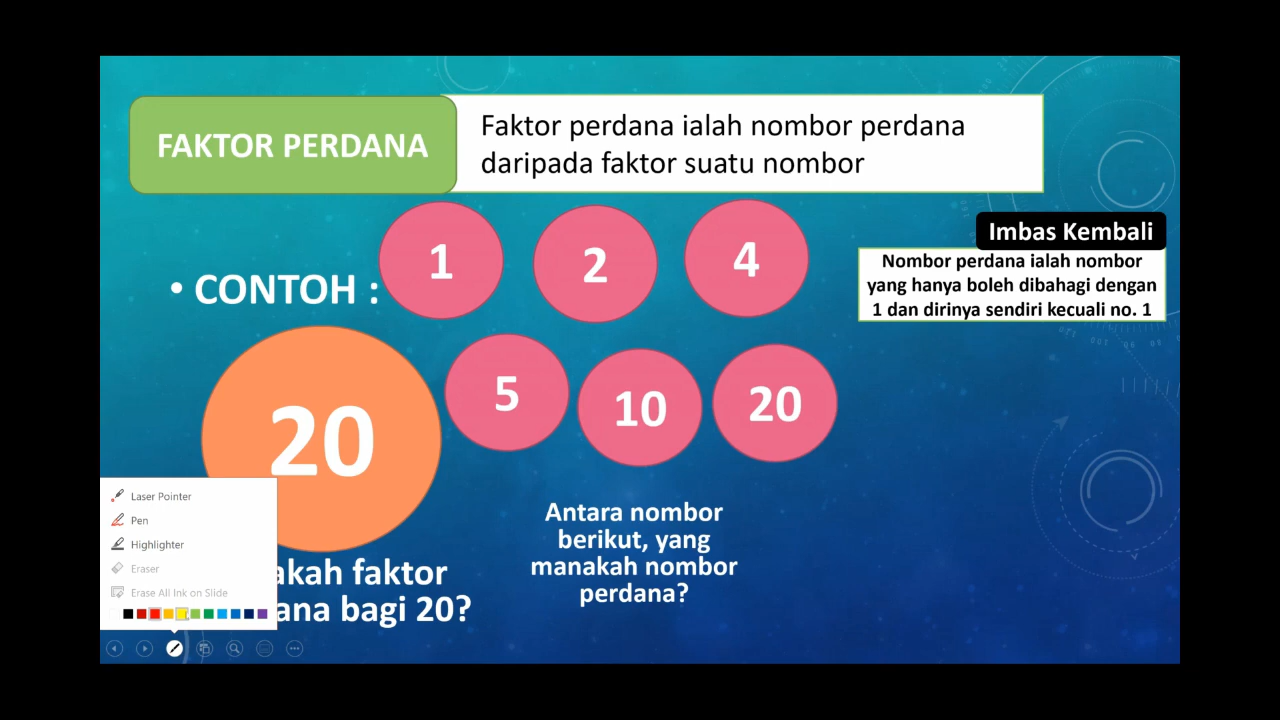 FAKTOR PERDANA
Faktor perdana ialah nombor perdana
daripada faktor suatu nombor
Imbas Kembali
Nombor perdana ialah nombor
yang hanya boleh dibahagi dengan
1 dan dirinya sendiri kecuali no. 1
• CONTOH :
1
2
4
5
10
20
20
Antara nombor
berikut, yang
manakah nombor
perdana?
akah faktor
ana bagi 20?
Laser Pointer
Pen
Highlighter
Eraser
Erase All Ink on Slide